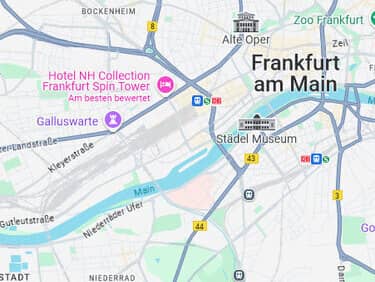 BOCKENHEIM
8
Zoo Frankfurt
Alte Oper
Zeil
Frankfurt
am Main
Hotel NH Collection
Frankfurt Spin Tower
Am besten bewertet
Galluswarte
Städel Museum
Kleyerstraße
43
Main
3
Gutleutstraße
Niederräder Ufer
44
NIEDERRAD
STADT